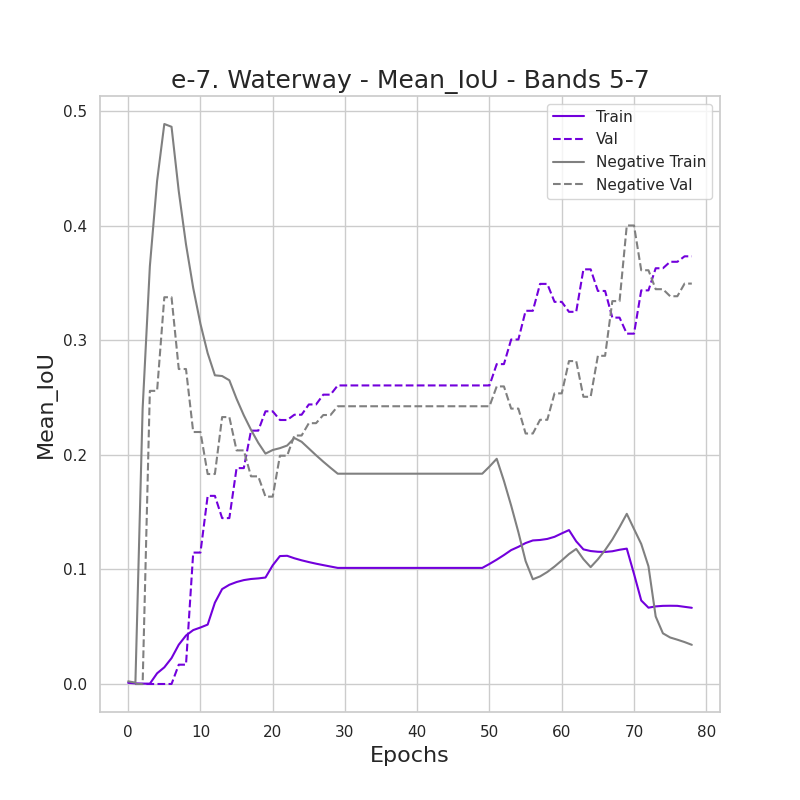 e-7. Waterway - Mean_IoU - Bands 5-7
Train
Val
Negative Train
Negative Val
0.5
0.4
0.3
0.2
0.1
0.0
Mean_IoU
0 10 20 30 40 50 60 70 80
Epochs